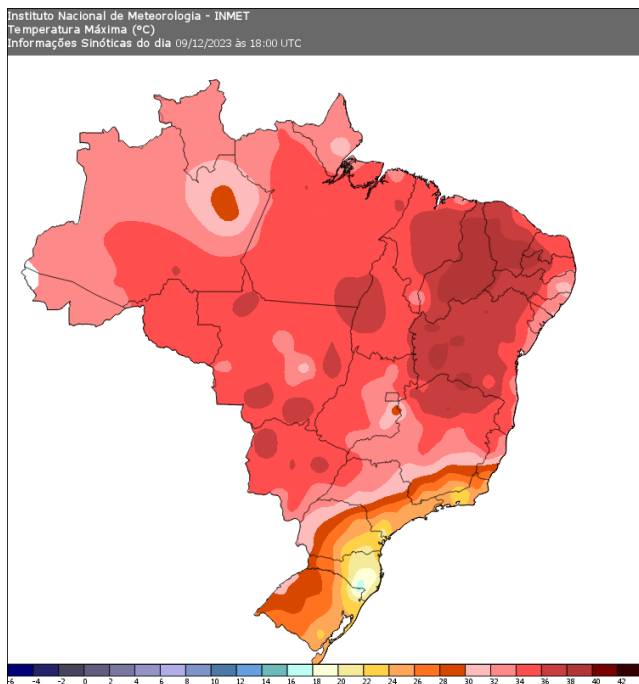 Instituto Nacional de Meteorologia - INMET
Temperatura Máxima (ºC)
Informações Sinóticas do dia 09/12/2023 às 18:00 UTC
-6 -4 -2 0 2 4 6 8 10 12 14 16 18 20 22 24 26 28 30 32 34 36 38 40 42